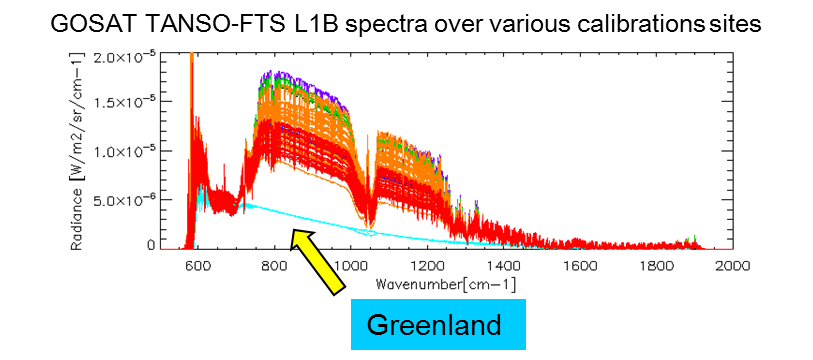 GOSAT TANSO-FTS L1B spectra over various calibrations sites
Radiance [W/m2/sr/cm-1]
2.0×10-5
1.5×10-5
1.0×10-5
5.0×10-6
0
600 800 1000 1200 1400 1600 1800 2000
Wavenumber[cm-1]
Greenland